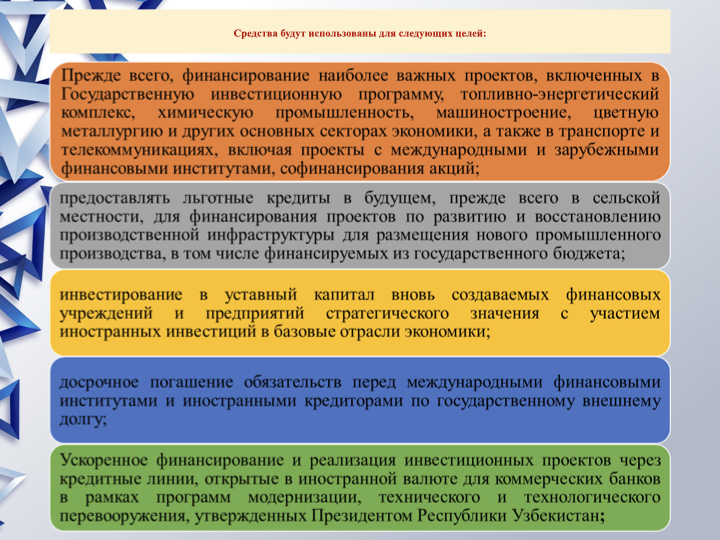 Средства будут использованы для следующих целей:
Прежде всего, финансирование наиболее важных проектов, включенных в
Государственную инвестиционную программу, топливно-энергетический
комплекс, химическую промышленность, машиностроение, цветную
металлургию и других основных секторах экономики, а также в транспорте и
телекоммуникациях, включая проекты с международными и зарубежными
финансовыми институтами, софинансирования акций;
предоставлять льготные кредиты в будущем, прежде всего в сельской
местности, для финансирования проектов по развитию и восстановлению
производственной инфраструктуры для размещения нового промышленного
производства, в том числе финансируемых из государственного бюджета;
инвестирование в уставный капитал вновь создаваемых финансовых
учреждений и предприятий стратегического значения с участием
иностранных инвестиций в базовые отрасли экономики;
досрочное погашение обязательств перед международными финансовыми
институтами и иностранными кредиторами по государственному внешнему
долгу;
Ускоренное финансирование и реализация инвестиционных проектов через
кредитные линии, открытые в иностранной валюте для коммерческих банков
в рамках программ модернизации, технического и технологического
перевооружения, утвержденных Президентом Республики Узбекистан;